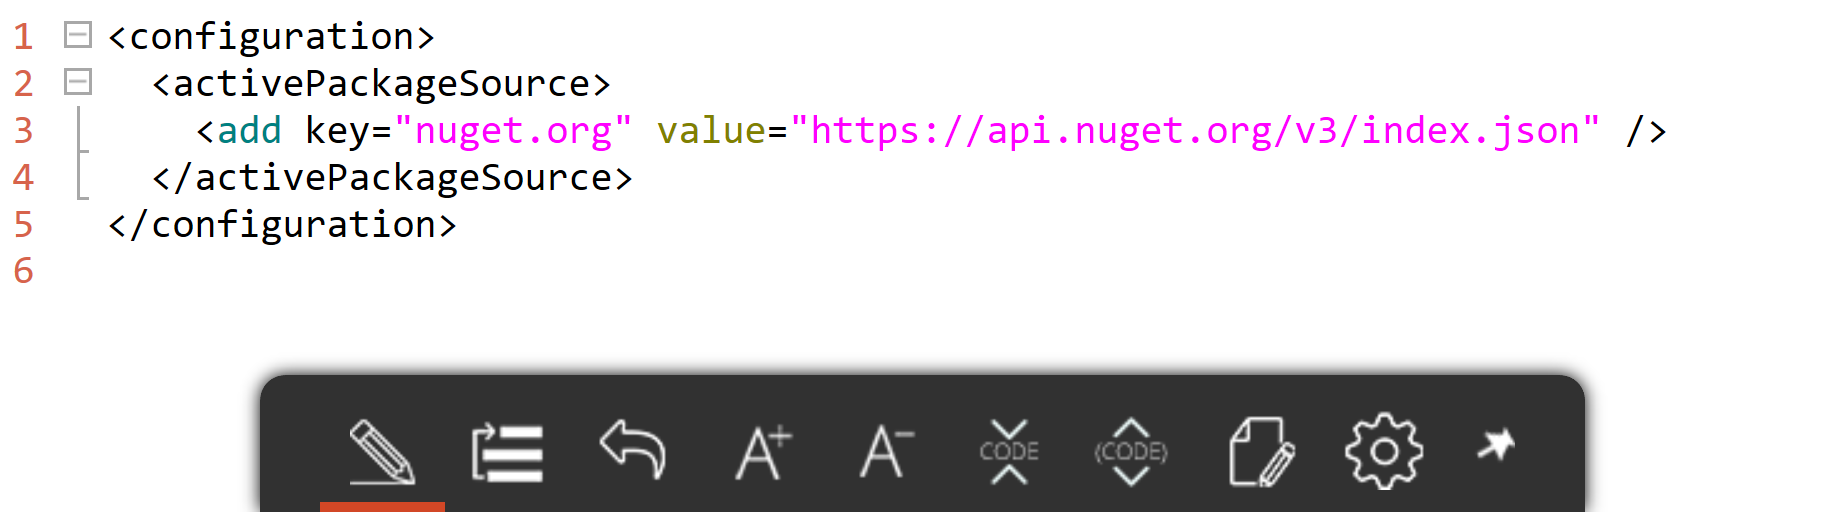 1 <configuration>
2 <activePackageSource>
3 <add key="nuget.org" value="https://api.nuget.org/v3/index.json" />
4 </activePackageSource>
5 </configuration>
6
A+ A- CODE (CODE)